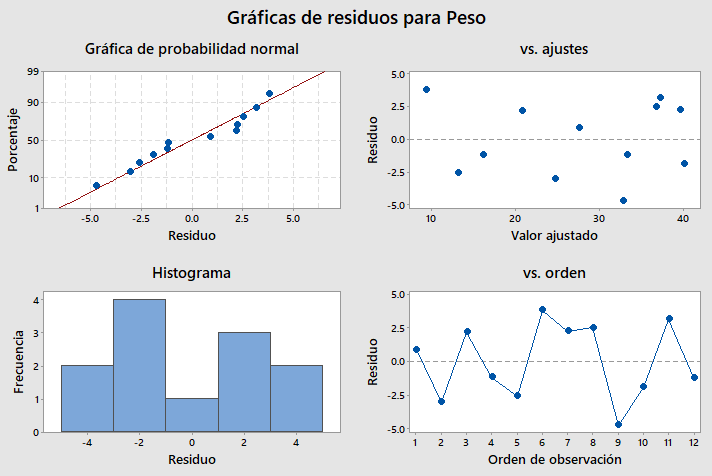 Gráficas de residuos para Peso
Gráfica de probabilidad normal
99
90
50
10
1
Porcentaje
-5.0 -2.5 0.0 2.5 5.0
Residuo
vs. ajustes
5.0
2.5
0.0
-2.5
-5.0
Residuo
10 20 30 40
Valor ajustado
Histograma
4
3
2
1
0
Frecuencia
-4 -2 0 2 4
Residuo
vs. orden
5.0
2.5
0.0
-2.5
-5.0
Residuo
1 2 3 4 5 6 7 8 9 10 11 12
Orden de observación